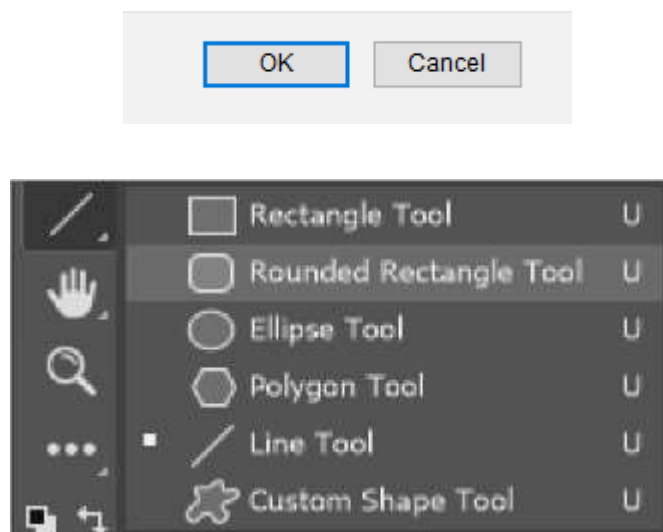 OK Cancel
Rectangle Tool U
Rounded Rectangle Tool U
Ellipse Tool U
Polygon Tool U
Line Tool U
Custom Shape Tool U